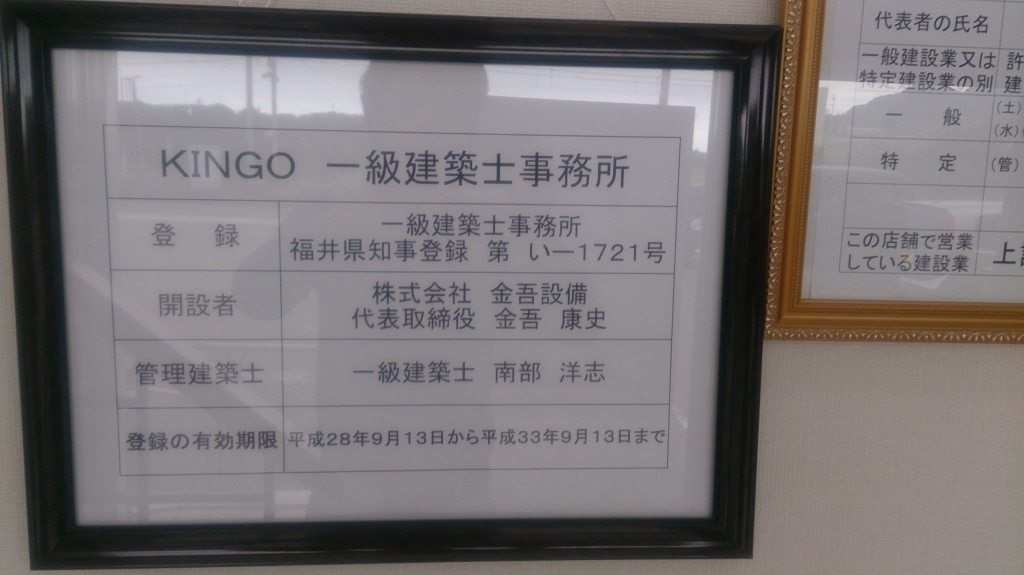 KINGO 一級建築士事務所
登 録
一級建築士事務所
福井県知事登録 第 いー1721号
開設者
株式会社 金吾設備
代表取締役 金吾 康史
管理建築士
一級建築士 南部 洋志
登録の有効期限
平成28年9月13日から平成33年9月13日まで
代表者の氏名
一般建設業又は
特定建設業の別
許
建
一 般
(土)
(水)
特 定
(管)
この店舗で営業
している建設業
上記